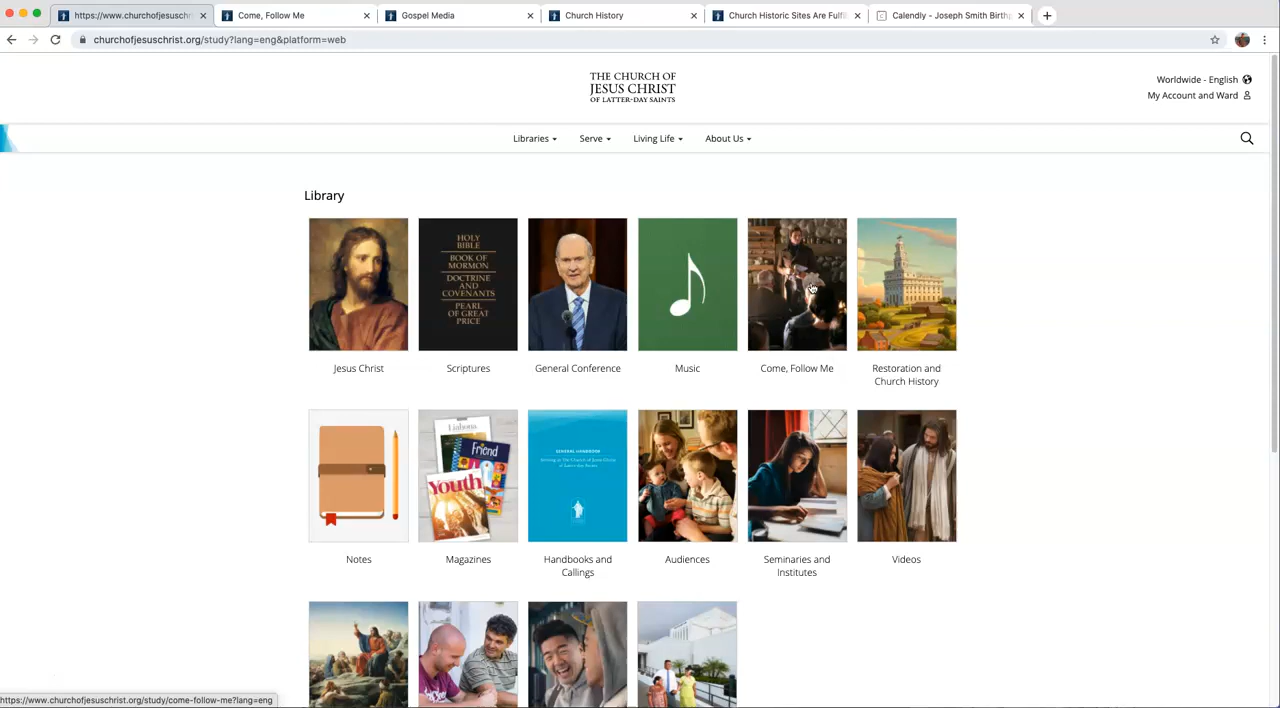 https://www.churchofjesuschri
Come, Follow Me
Gospel Media
Church History
Church Historic Sites Are Fulfi
Calendly - Joseph Smith Birthp
churchofjesuschrist.org/study?lang=eng&platform=web
THE CHURCH OF
JESUS CHRIST
OF LATTER-DAY SAINTS
Worldwide - English
My Account and Ward
Libraries
Serve
Living Life
About Us
Library
HOLY
BIBLE
BOOK OF
MORMON
DOCTRINE
AND
COVENANTS
PEARL
OF GREAT
PRICE
Jesus Christ
Scriptures
General Conference
Music
Come, Follow Me
Restoration and
Church History
Liahona
Friend
Youth
GENERAL HANDBOOK
Notes
Magazines
Handbooks and
Callings
Audiences
Seminaries and
Institutes
Videos
https://www.churchofjesuschrist.org/study/come-follow-me?lang=eng